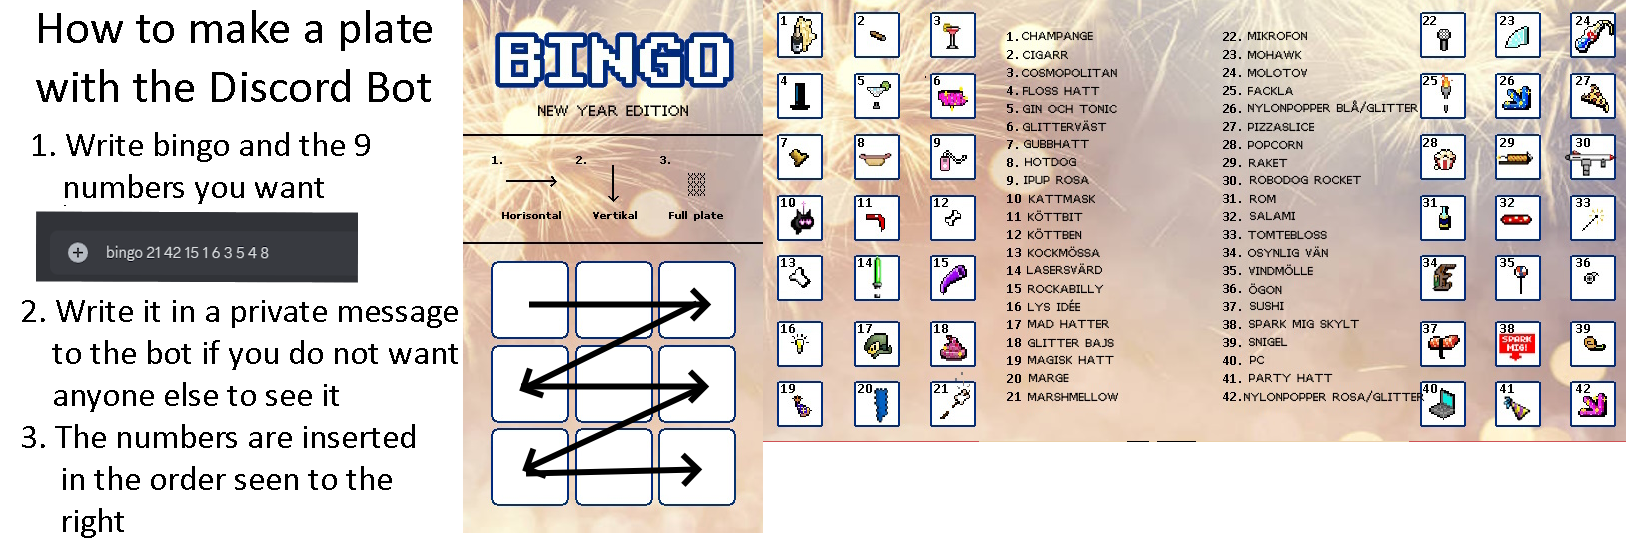 How to make a plate
with the Discord Bot
1. Write bingo and the 9
numbers you want
bingo 21 42 15 1 6 3 5 4 8
2. Write it in a private message
to the bot if you do not want
anyone else to see it
3. The numbers are inserted
in the order seen to the
right
BINGO
NEW YEAR EDITION
1. 2. 3.
Horisontal Vertikal Full plate
1 2 3
4 5 6
7 8 9
10 11 12
13 14 15
16 17 18
19 20 21
1. CHAMPANGE
2. CIGARR
3. COSMOPOLITAN
4. FLOSS HATT
5. GIN OCH TONIC
6. GLITTERVÄST
7. GUBBHATT
8. HOTDOG
9. IPUP ROSA
10 KATTMASK
11 KÖTTBIT
12 KÖTTBEN
13 KOCKMÖSSA
14 LASERSVÄRD
15 ROCKABILLY
16 LYS IDÉE
17 MAD HATTER
18 GLITTER BAJS
19 MAGISK HATT
20 MARGE
21 MARSHMELLOW
22. MIKROFON
23. MOHAWK
24. MOLOTOV
25. FACKLA
26. NYLONPOPPER BLÅ/GLITTER
27. PIZZASLICE
28. POPCORN
29. RAKET
30. ROBODOG ROCKET
31. ROM
32. SALAMI
33. TOMTEBLOSS
34. OSYNLIG VÄN
35. VINDMÖLLE
36. ÖGON
37. SUSHI
38. SPARK MIG SKYLT
39. SNIGEL
40. PC
41. PARTY HATT
42.NYLONPOPPER ROSA/GLITTER
22 23 24
25 26 27
28 29 30
31 32 33
34 35 36
37 38 39
SPARK
MIG!
40 41 42